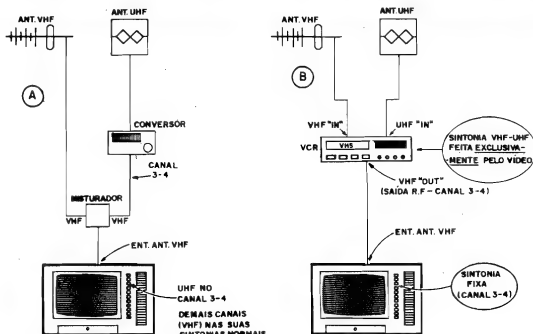 ANT. VHF
ANT. UHF
A
CONVERSOR
CANAL
3-4
MISTURADOR
VHF
VHF
ENT. ANT. VHF
UHF NO
CANAL 3-4
DEMAIS CANAIS
(VHF) NAS SUAS
SINTONIAS NORMAIS
ANT. VHF
ANT. UHF
B
VHF "IN"
UHF "IN"
VCR
VHS
SINTONIA VHF-UHF
FEITA EXCLUSIVA-
MENTE PELO VÍDEO
VHF "OUT"
(SAÍDA R.F - CANAL 3-4)
ENT. ANT. VHF
SINTONIA
FIXA
(CANAL 3-4)